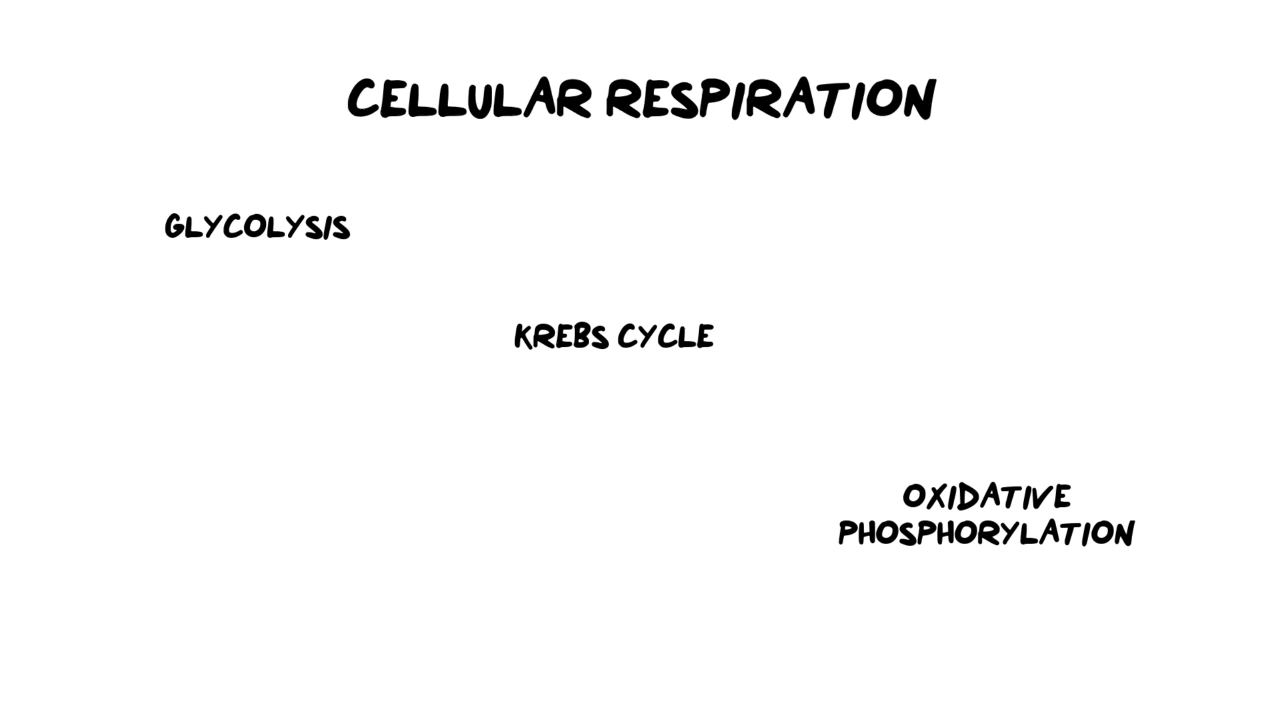 CELLULAR RESPIRATION
GLYCOLYSIS
KREBS CYCLE
OXIDATIVE
PHOSPHORYLATION